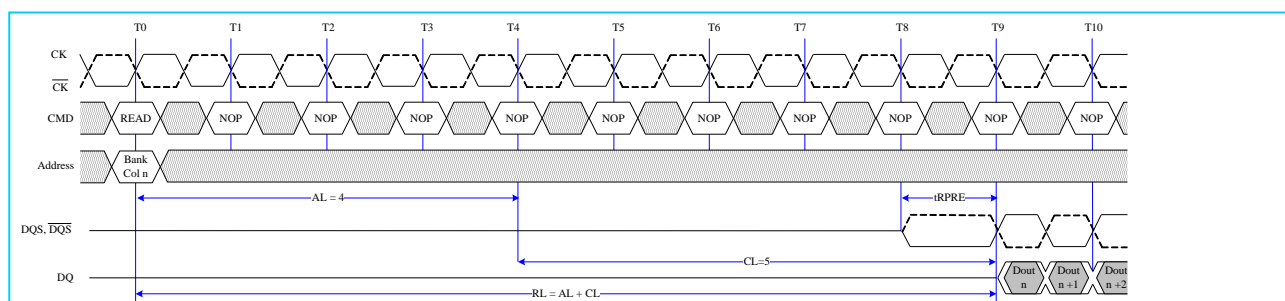 T0 T1 T2 T3 T4 T5 T6 T7 T8 T9 T10
CK
C̅K̅
CMD READ NOP NOP NOP NOP NOP NOP NOP NOP NOP NOP
Address Bank
Col n
AL = 4 tRPRE
DQS, D̅Q̅S̅
CL=5
DQ Dout Dout Dout
n n +1 n +2
RL = AL + CL